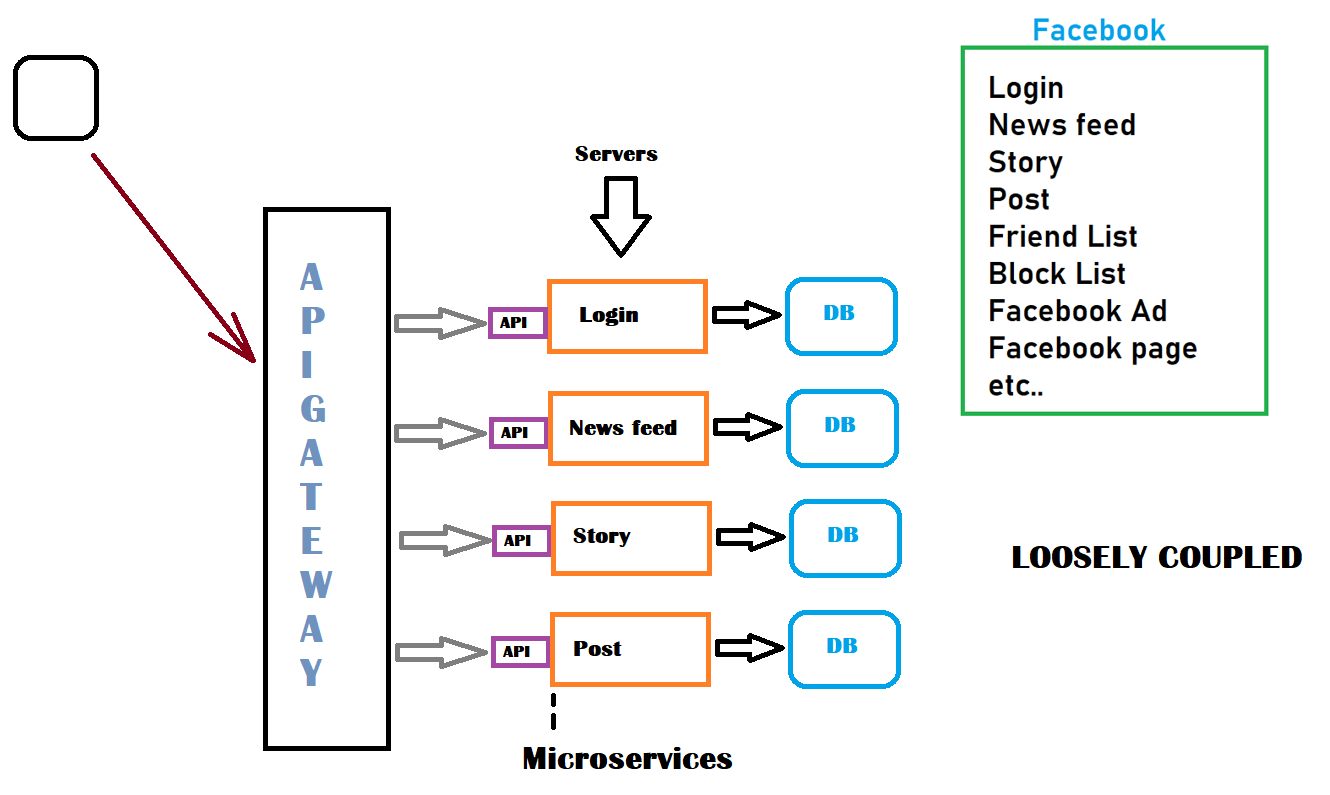 Facebook
Login
News feed
Story
Post
Friend List
Block List
Facebook Ad
Facebook page
etc..
Servers
A
P
I
G
A
T
E
W
A
Y
API
Login
DB
API
News feed
DB
API
Story
DB
API
Post
DB
LOOSELY COUPLED
Microservices